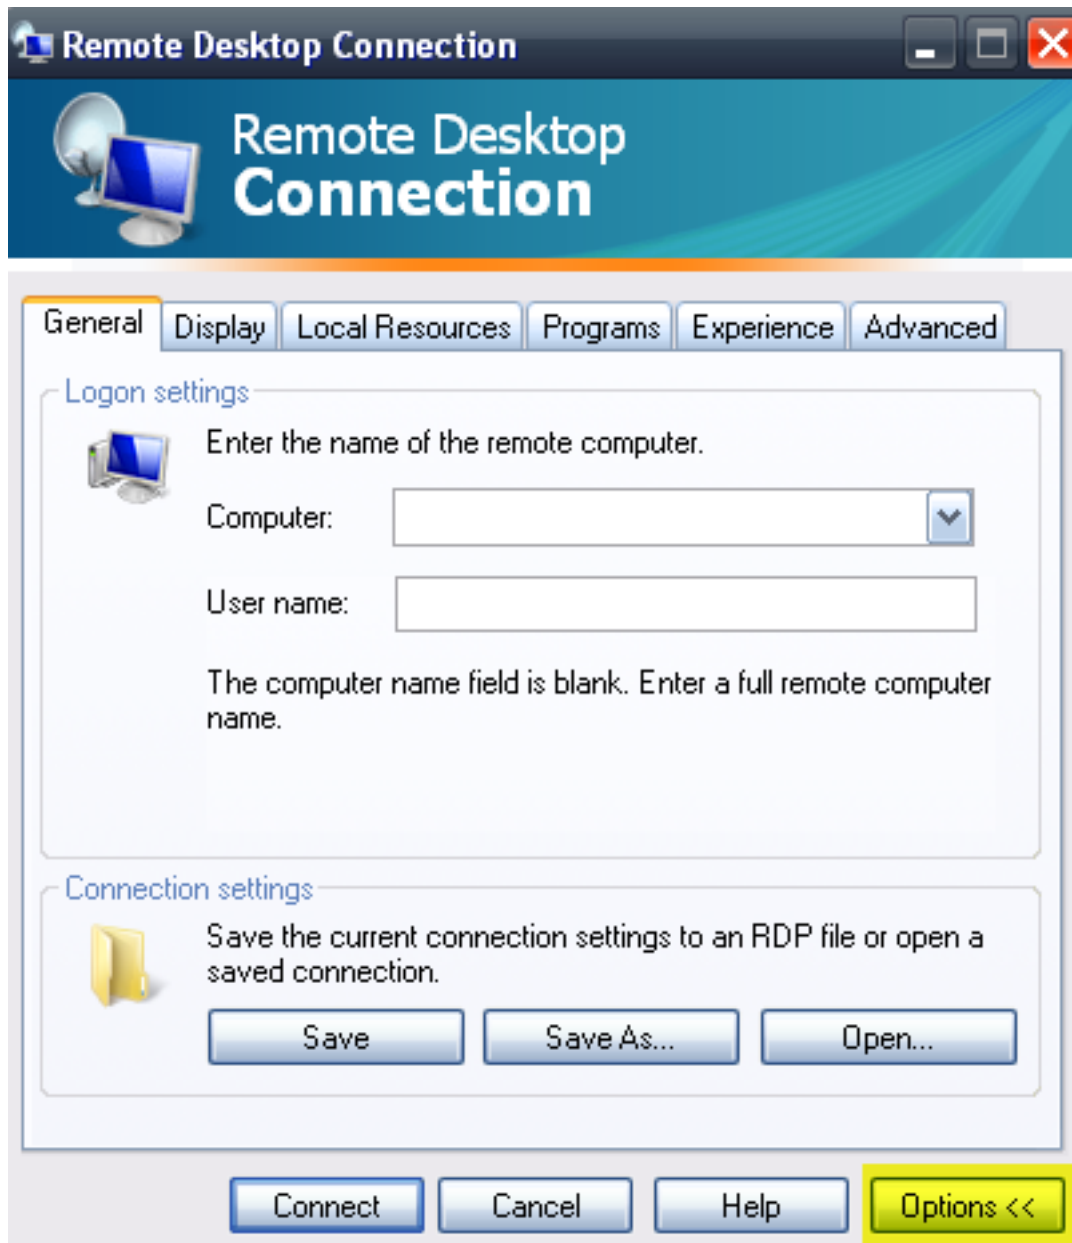 Remote Desktop Connection
Remote Desktop
Connection
General Display Local Resources Programs Experience Advanced
Logon settings
Enter the name of the remote computer.
Computer:
User name:
The computer name field is blank. Enter a full remote computer
name.
Connection settings
Save the current connection settings to an RDP file or open a
saved connection.
Save Save As... Open...
Connect Cancel Help Options <<